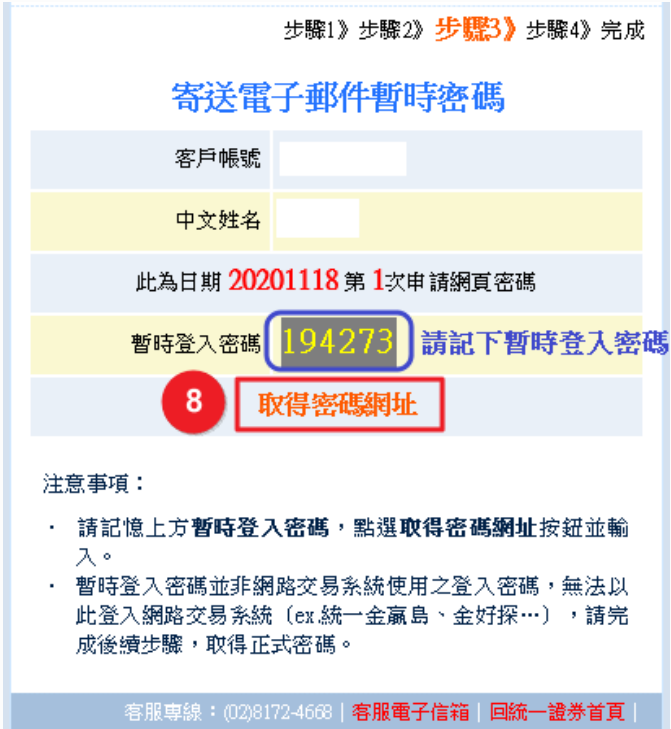 步驟1》步驟2》步驟3》步驟4》完成
寄送電子郵件暫時密碼
客戶帳號
中文姓名
此為日期 20201118 第 1次申請網頁密碼
暫時登入密碼 194273 請記下暫時登入密碼
8 取得密碼網址
注意事項：
· 請記憶上方暫時登入密碼，點選取得密碼網址按鈕並輸
入。
· 暫時登入密碼並非網路交易系統使用之登入密碼，無法以
此登入網路交易系統（ex.統一金贏島、金好探…），請完
成後續步驟，取得正式密碼。
客服專線：(02)8172-4668 | 客服電子信箱 | 回統一證券首頁 |